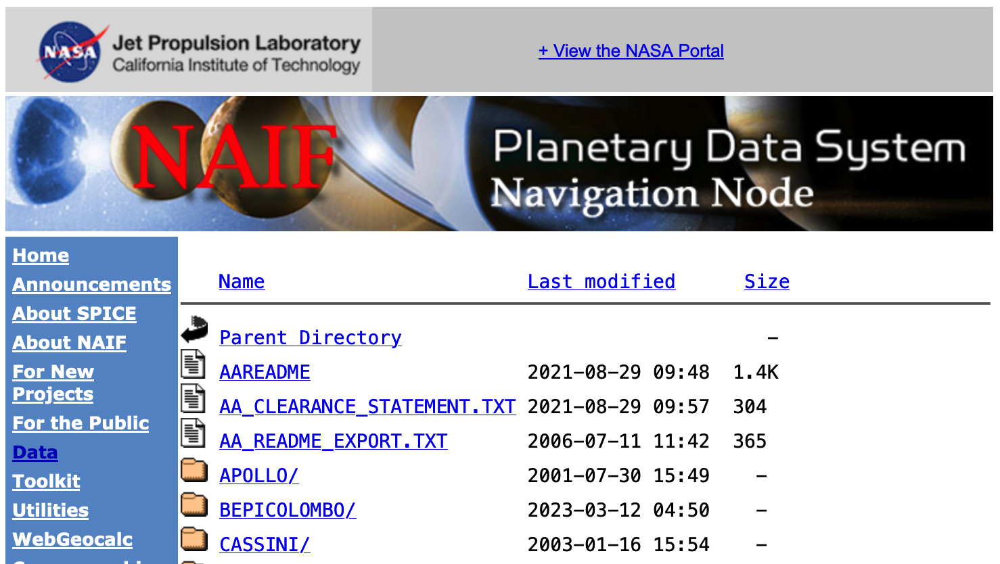 NASA
Jet Propulsion Laboratory
California Institute of Technology
+ View the NASA Portal
NAIF
Planetary Data System
Navigation Node
Home
Announcements
About SPICE
About NAIF
For New
Projects
For the Public
Data
Toolkit
Utilities
WebGeocalc
Name Last modified Size
Parent Directory -
AAREADME 2021-08-29 09:48 1.4K
AA_CLEARANCE_STATEMENT.TXT 2021-08-29 09:57 304
AA_README_EXPORT.TXT 2006-07-11 11:42 365
APOLLO/ 2001-07-30 15:49 -
BEPICOLOMBO/ 2023-03-12 04:50 -
CASSINI/ 2003-01-16 15:54 -